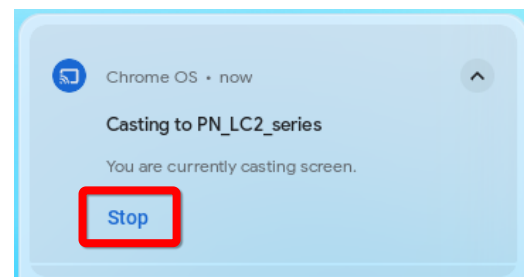 Chrome OS • now
Casting to PN_LC2_series
You are currently casting screen.
Stop